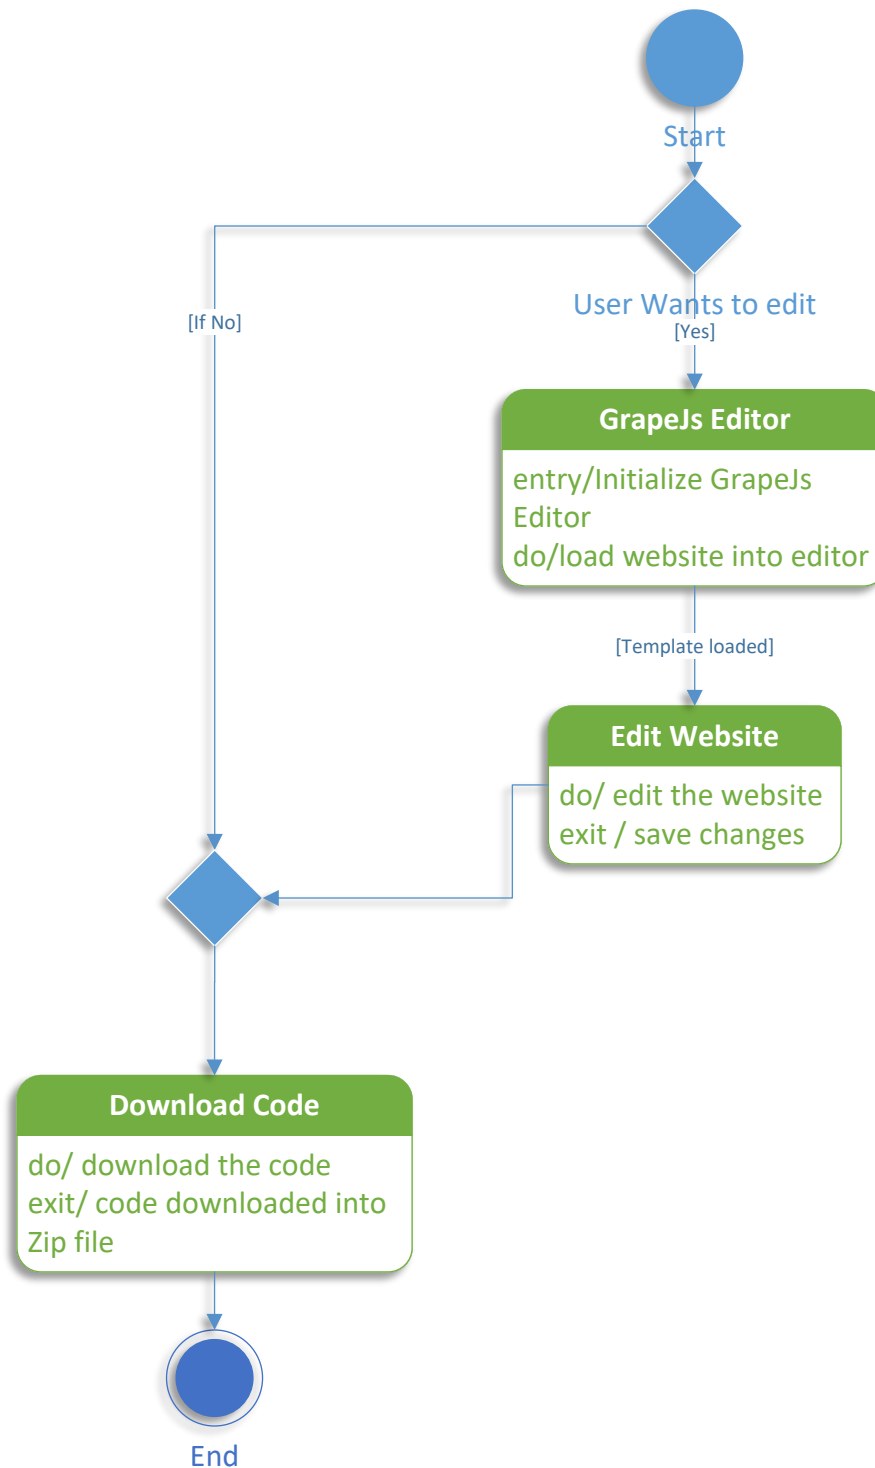 Start
User Wants to edit
[If No]
[Yes]
GrapeJs Editor
entry/Initialize GrapeJs
Editor
do/load website into editor
[Template loaded]
Edit Website
do/ edit the website
exit / save changes
Download Code
do/ download the code
exit/ code downloaded into
Zip file
End